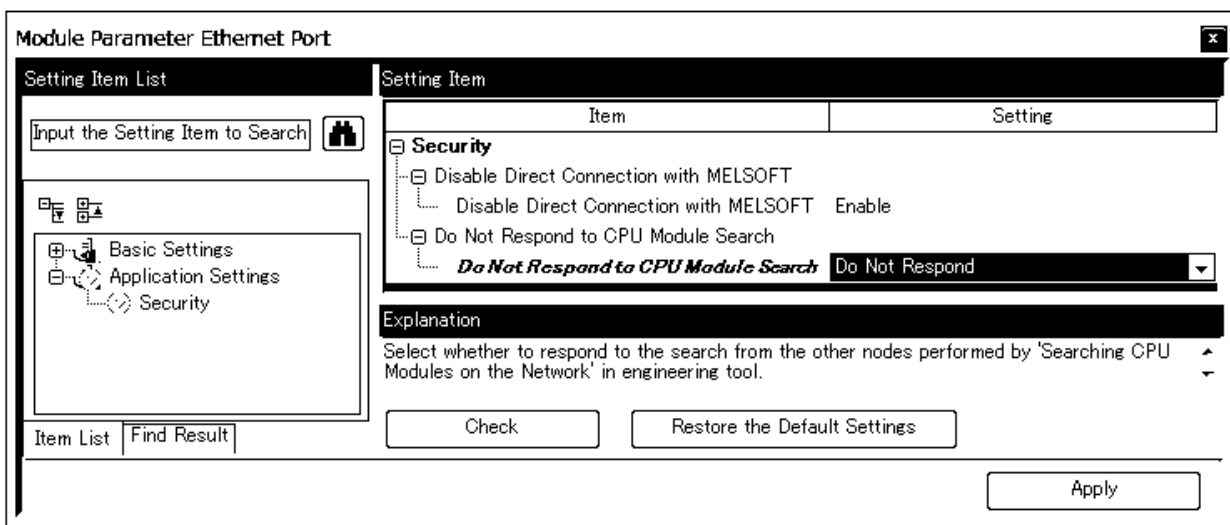 Module Parameter Ethernet Port
Setting Item List
Input the Setting Item to Search
Basic Settings
Application Settings
Security
Item List
Find Result
Setting Item
Item Setting
Security
Disable Direct Connection with MELSOFT
Disable Direct Connection with MELSOFT Enable
Do Not Respond to CPU Module Search
Do Not Respond to CPU Module Search Do Not Respond
Explanation
Select whether to respond to the search from the other nodes performed by 'Searching CPU
Modules on the Network' in engineering tool.
Check
Restore the Default Settings
Apply